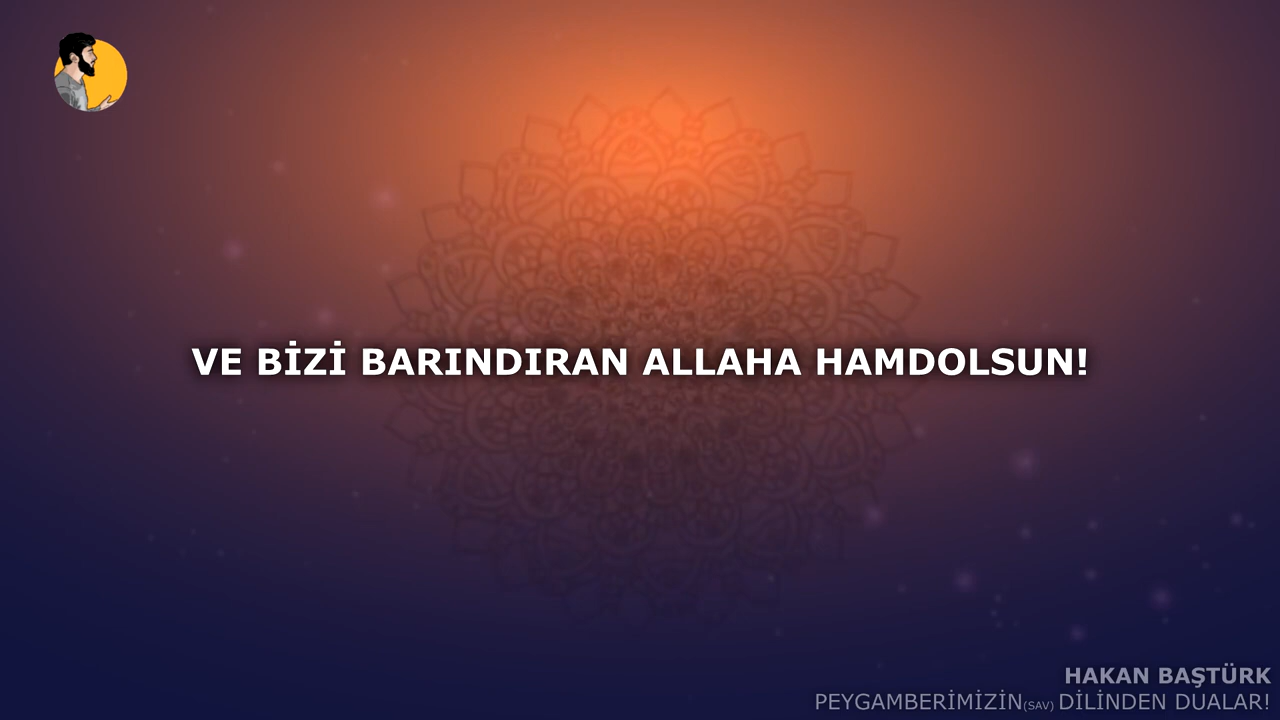 VE BİZİ BARINDIRAN ALLAHA HAMDOLSUN!
HAKAN BAŞTÜRK
PEYGAMBERİMİZİN(SAV) DİLİNDEN DUALAR!